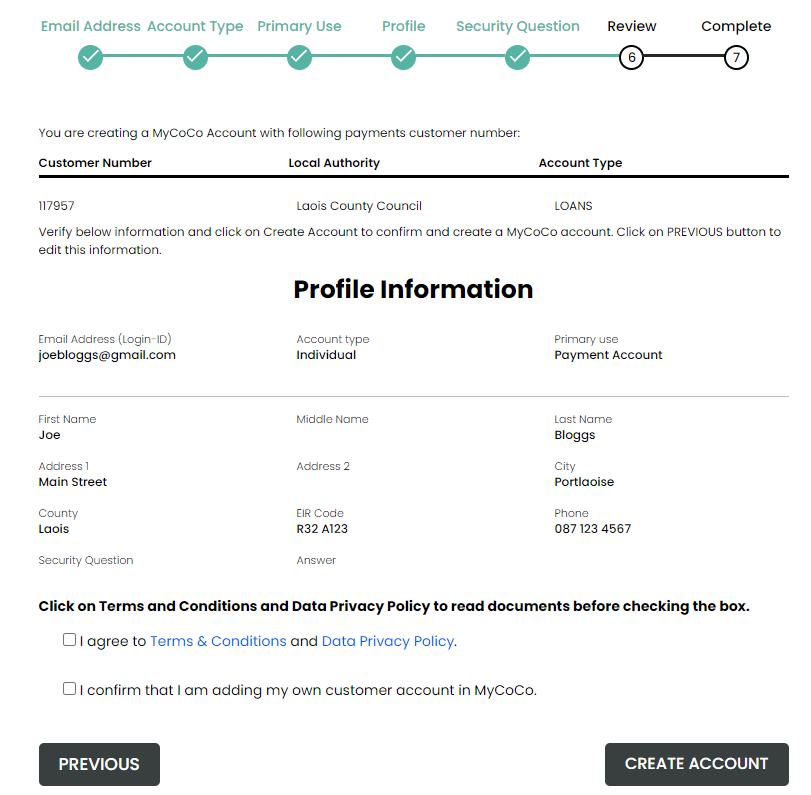 Email Address Account Type Primary Use Profile Security Question Review Complete
6 7
You are creating a MyCoCo Account with following payments customer number:
Customer Number Local Authority Account Type
117957 Laois County Council LOANS
Verify below information and click on Create Account to confirm and create a MyCoCo account. Click on PREVIOUS button to
edit this information.
Profile Information
Email Address (Login-ID) Account type Primary use
joebloggs@gmail.com Individual Payment Account
First Name Middle Name Last Name
Joe Bloggs
Address 1 Address 2 City
Main Street Portlaoise
County EIR Code Phone
Laois R32 A123 087 123 4567
Security Question Answer
Click on Terms and Conditions and Data Privacy Policy to read documents before checking the box.
I agree to Terms & Conditions and Data Privacy Policy.
I confirm that I am adding my own customer account in MyCoCo.
PREVIOUS CREATE ACCOUNT